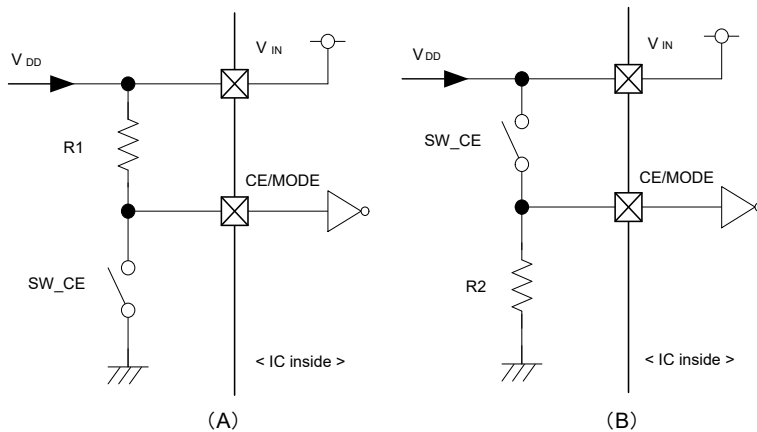 V DD
V IN
R1
CE/MODE
SW_CE
< IC inside >
(A)
V DD
V IN
SW_CE
CE/MODE
R2
< IC inside >
(B)